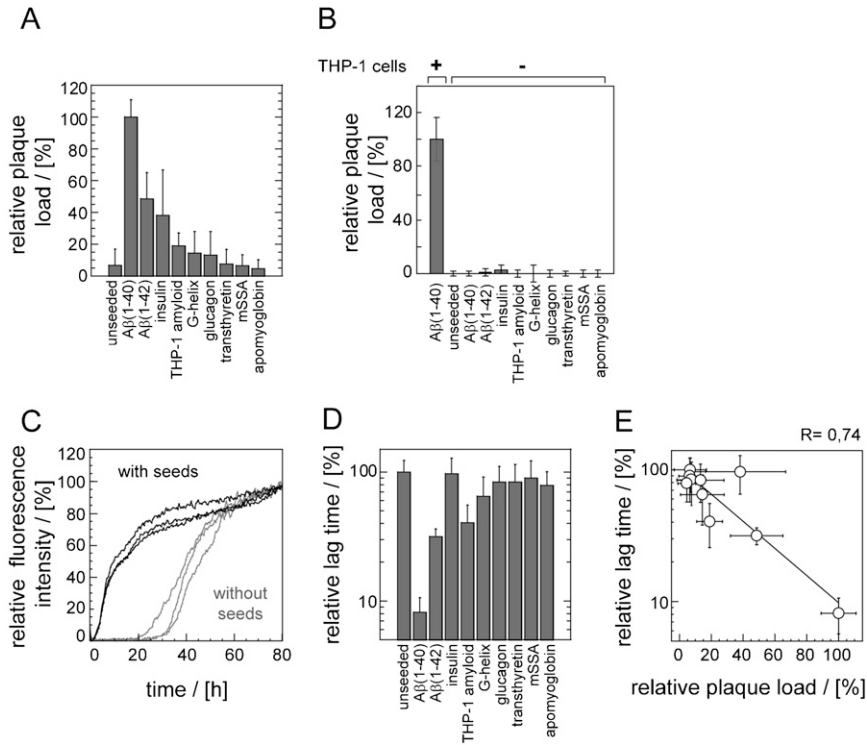 A
relative plaque
load / [%]
120
100
80
60
40
20
0
unseeded
Aβ(1-40)
Aβ(1-42)
insulin
THP-1 amyloid
G-helix
glucagon
transthyretin
mSSA
apomyoglobin
B
THP-1 cells + -
relative plaque
load / [%]
120
80
40
0
Aβ(1-40)
unseeded
Aβ(1-40)
Aβ(1-42)
insulin
THP-1 amyloid
G-helix
glucagon
transthyretin
mSSA
apomyoglobin
C
relative fluorescence
intensity / [%]
120
100
80
60
40
20
0
with seeds
without
seeds
0 20 40 60 80
time / [h]
D
relative lag time / [%]
100
10
unseeded
Aβ(1-40)
Aβ(1-42)
insulin
THP-1 amyloid
G-helix
glucagon
transthyretin
mSSA
apomyoglobin
E
R= 0,74
relative lag time / [%]
100
10
0 20 40 60 80 100
relative plaque load / [%]